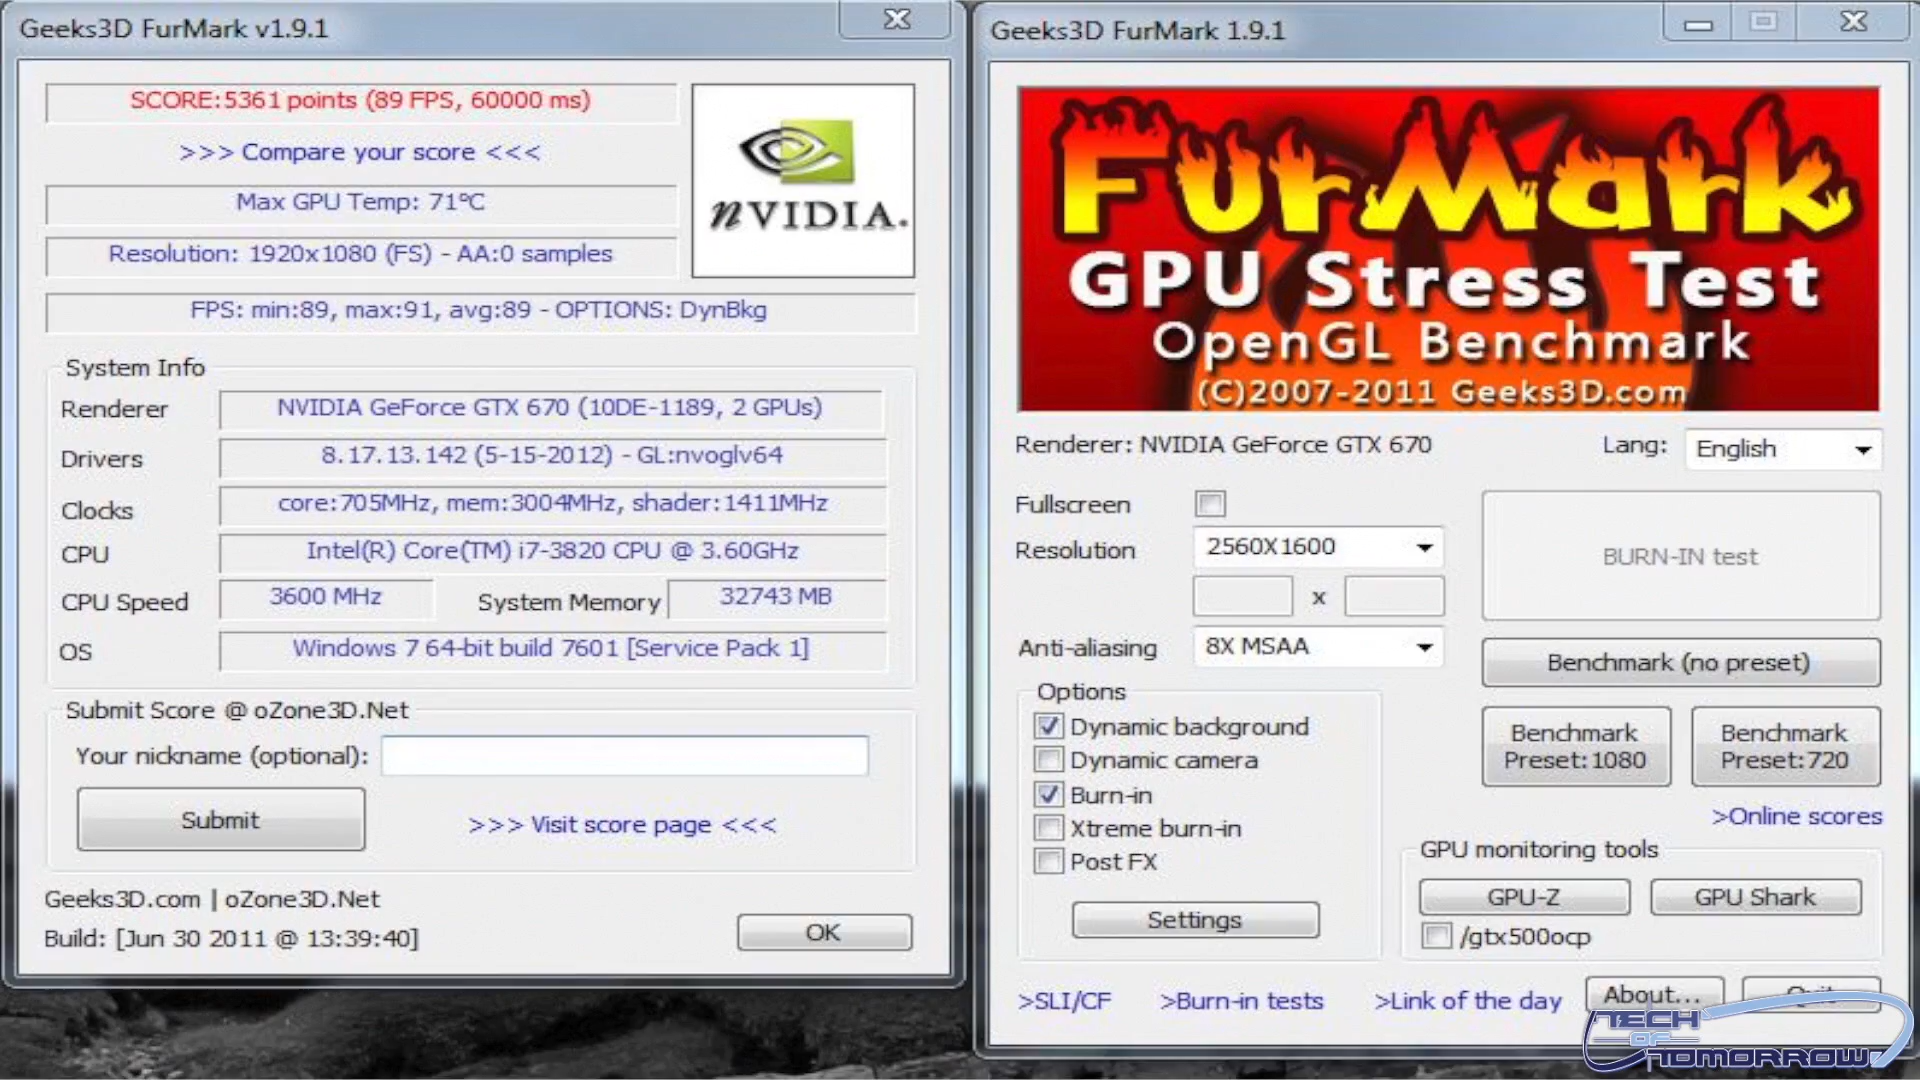 Geeks3D FurMark v1.9.1
SCORE:5361 points (89 FPS, 60000 ms)
>>> Compare your score <<<
Max GPU Temp: 71°C
Resolution: 1920x1080 (FS) - AA:0 samples
nVIDIA.
FPS: min:89, max:91, avg:89 - OPTIONS: DynBkg
System Info
Renderer NVIDIA GeForce GTX 670 (10DE-1189, 2 GPUs)
Drivers 8.17.13.142 (5-15-2012) - GL:nvoglv64
Clocks core:705MHz, mem:3004MHz, shader:1411MHz
CPU Intel(R) Core(TM) i7-3820 CPU @ 3.60GHz
CPU Speed 3600 MHz System Memory 32743 MB
OS Windows 7 64-bit build 7601 [Service Pack 1]
Submit Score @ oZone3D.Net
Your nickname (optional):
Submit >>> Visit score page <<<
Geeks3D.com | oZone3D.Net
Build: [Jun 30 2011 @ 13:39:40]
OK
Geeks3D FurMark 1.9.1
FurMark
GPU Stress Test
OpenGL Benchmark
(C)2007-2011 Geeks3D.com
Renderer: NVIDIA GeForce GTX 670 Lang: English
Fullscreen
Resolution 2560X1600
x
Anti-aliasing 8X MSAA
BURN-IN test
Benchmark (no preset)
Benchmark
Preset:1080
Benchmark
Preset:720
>Online scores
Options
Dynamic background
Dynamic camera
Burn-in
Xtreme burn-in
Post FX
Settings
GPU monitoring tools
GPU-Z GPU Shark
/gtx500ocp
>SLI/CF >Burn-in tests >Link of the day About... Quit
TECH
OF
TOMORROW